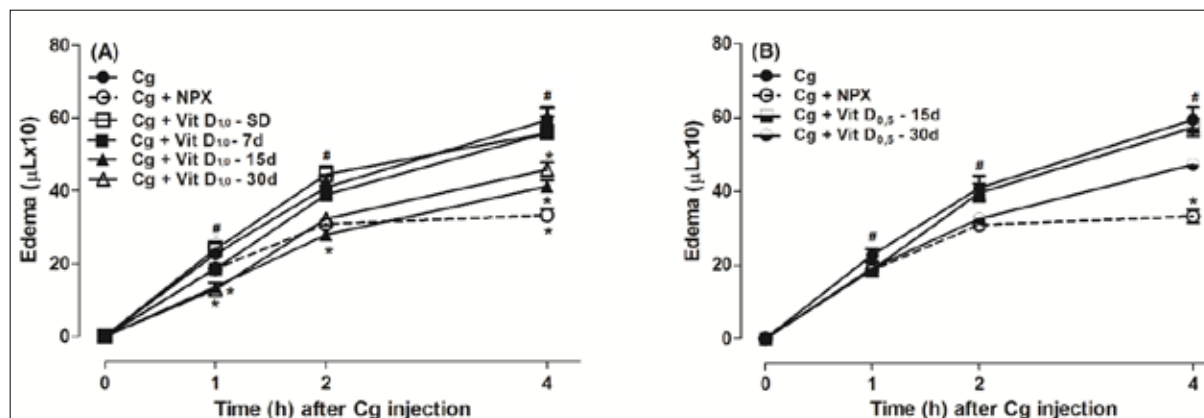 (A)
Cg
Cg + NPX
Cg + Vit D1,0 - SD
Cg + Vit D1,0 - 7d
Cg + Vit D1,0 - 15d
Cg + Vit D1,0 - 30d
80
60
40
20
0
Edema (µLx10)
# # #
* * * * * *
0 1 2 4
Time (h) after Cg injection
(B)
Cg
Cg + NPX
Cg + Vit D0,5 - 15d
Cg + Vit D0,5 - 30d
80
60
40
20
0
Edema (µLx10)
# # #
*
0 1 2 4
Time (h) after Cg injection